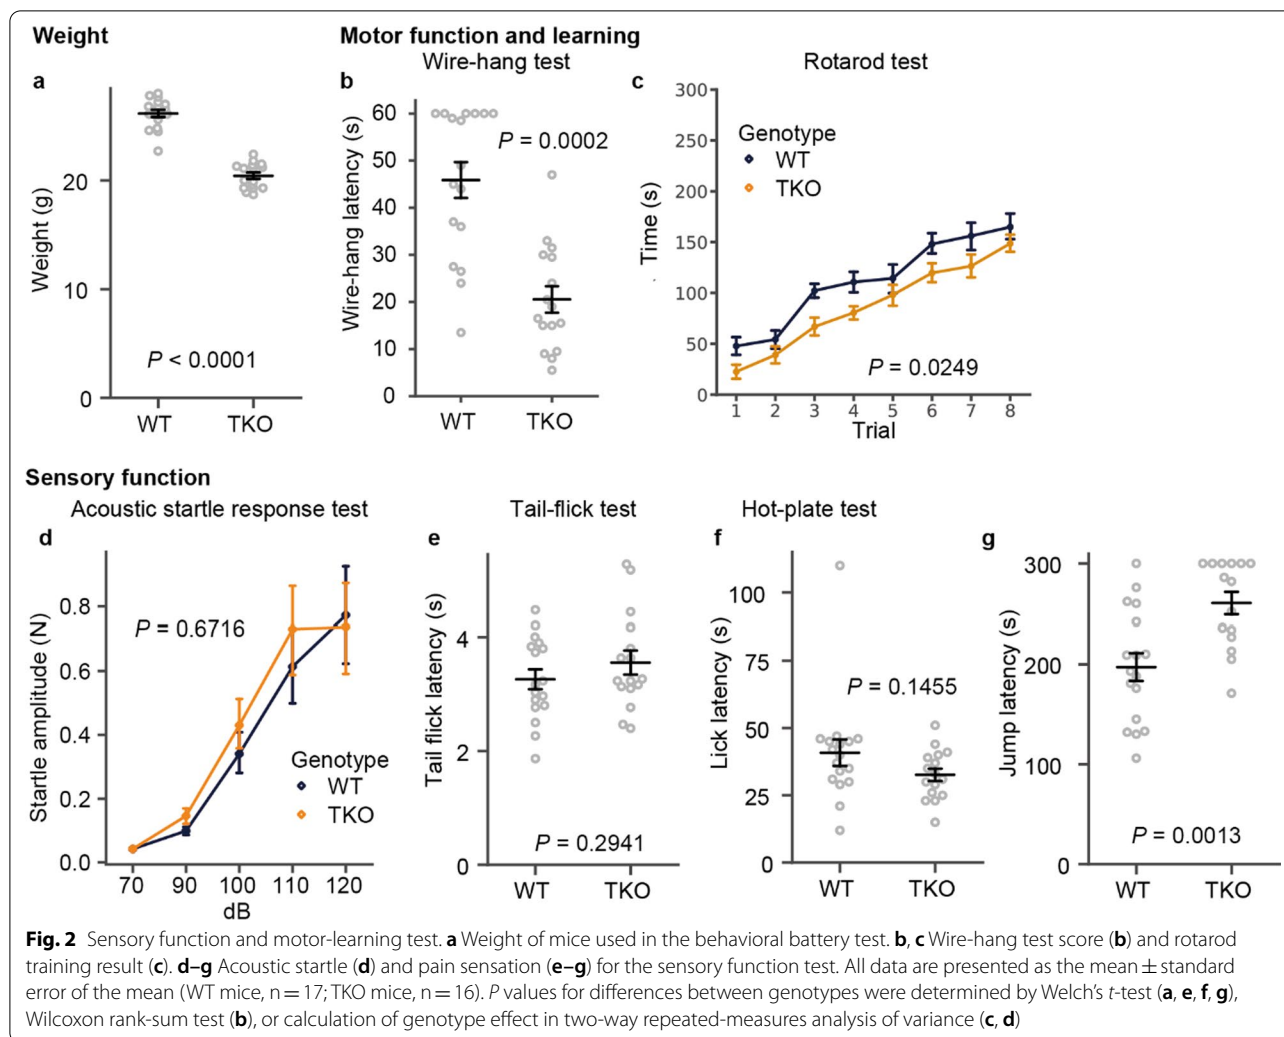 Weight
Motor function and learning
Wire-hang test
Rotarod test
a
Weight (g)
20
10
0
P < 0.0001
WT
TKO
b
Wire-hang latency (s)
60
50
40
30
20
10
0
P = 0.0002
WT
TKO
c
Time (s)
300
250
200
150
100
50
0
Genotype
WT
TKO
P = 0.0249
1 2 3 4 5 6 7 8
Trial
Sensory function
Acoustic startle response test
Tail-flick test
Hot-plate test
d
Startle amplitude (N)
0.8
0.6
0.4
0.2
0.0
P = 0.6716
Genotype
WT
TKO
70 90 100 110 120
dB
e
Tail flick latency (s)
4
2
0
P = 0.2941
WT
TKO
f
Lick latency (s)
100
75
50
25
0
P = 0.1455
WT
TKO
g
Jump latency (s)
300
200
100
0
P = 0.0013
WT
TKO
Fig. 2 Sensory function and motor-learning test. a Weight of mice used in the behavioral battery test. b, c Wire-hang test score (b) and rotarod
training result (c). d–g Acoustic startle (d) and pain sensation (e–g) for the sensory function test. All data are presented as the mean ± standard
error of the mean (WT mice, n = 17; TKO mice, n = 16). P values for differences between genotypes were determined by Welch's t-test (a, e, f, g),
Wilcoxon rank-sum test (b), or calculation of genotype effect in two-way repeated-measures analysis of variance (c, d)